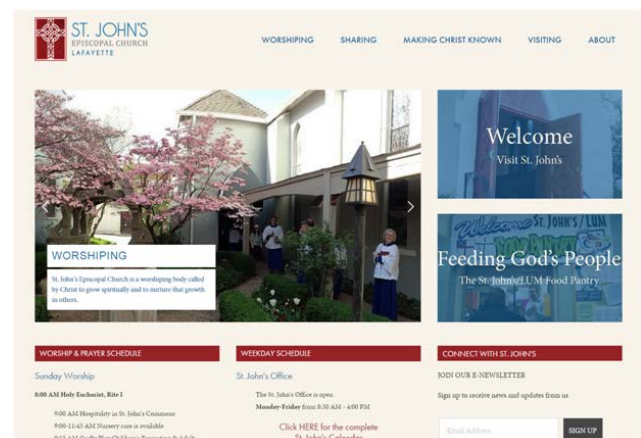 ST. JOHN'S
EPISCOPAL CHURCH
LAFAYETTE
WORSHIPING SHARING MAKING CHRIST KNOWN VISITING ABOUT
WORSHIPING
St. John's Episcopal Church is a worshiping body called
by Christ to grow spiritually and to nurture that growth
in others.
Welcome
Visit St. John's
Welcome ST. JOHN'S / LUM
Feeding God's People
The St. John's/LUM Food Pantry
WORSHIP & PRAYER SCHEDULE
Sunday Worship
8:00 AM Holy Eucharist, Rite I
9:00 AM Hospitality in St. John's Commons
9:00-11:45 AM Nursery care is available
WEEKDAY SCHEDULE
St. John's Office
The St. John's Office is open
Monday-Friday from 8:30 AM - 4:00 PM
Click HERE for the complete
St. John's Calendar
CONNECT WITH ST. JOHN'S
JOIN OUR E-NEWSLETTER
Sign up to receive news and updates from us
Email Address
SIGN UP